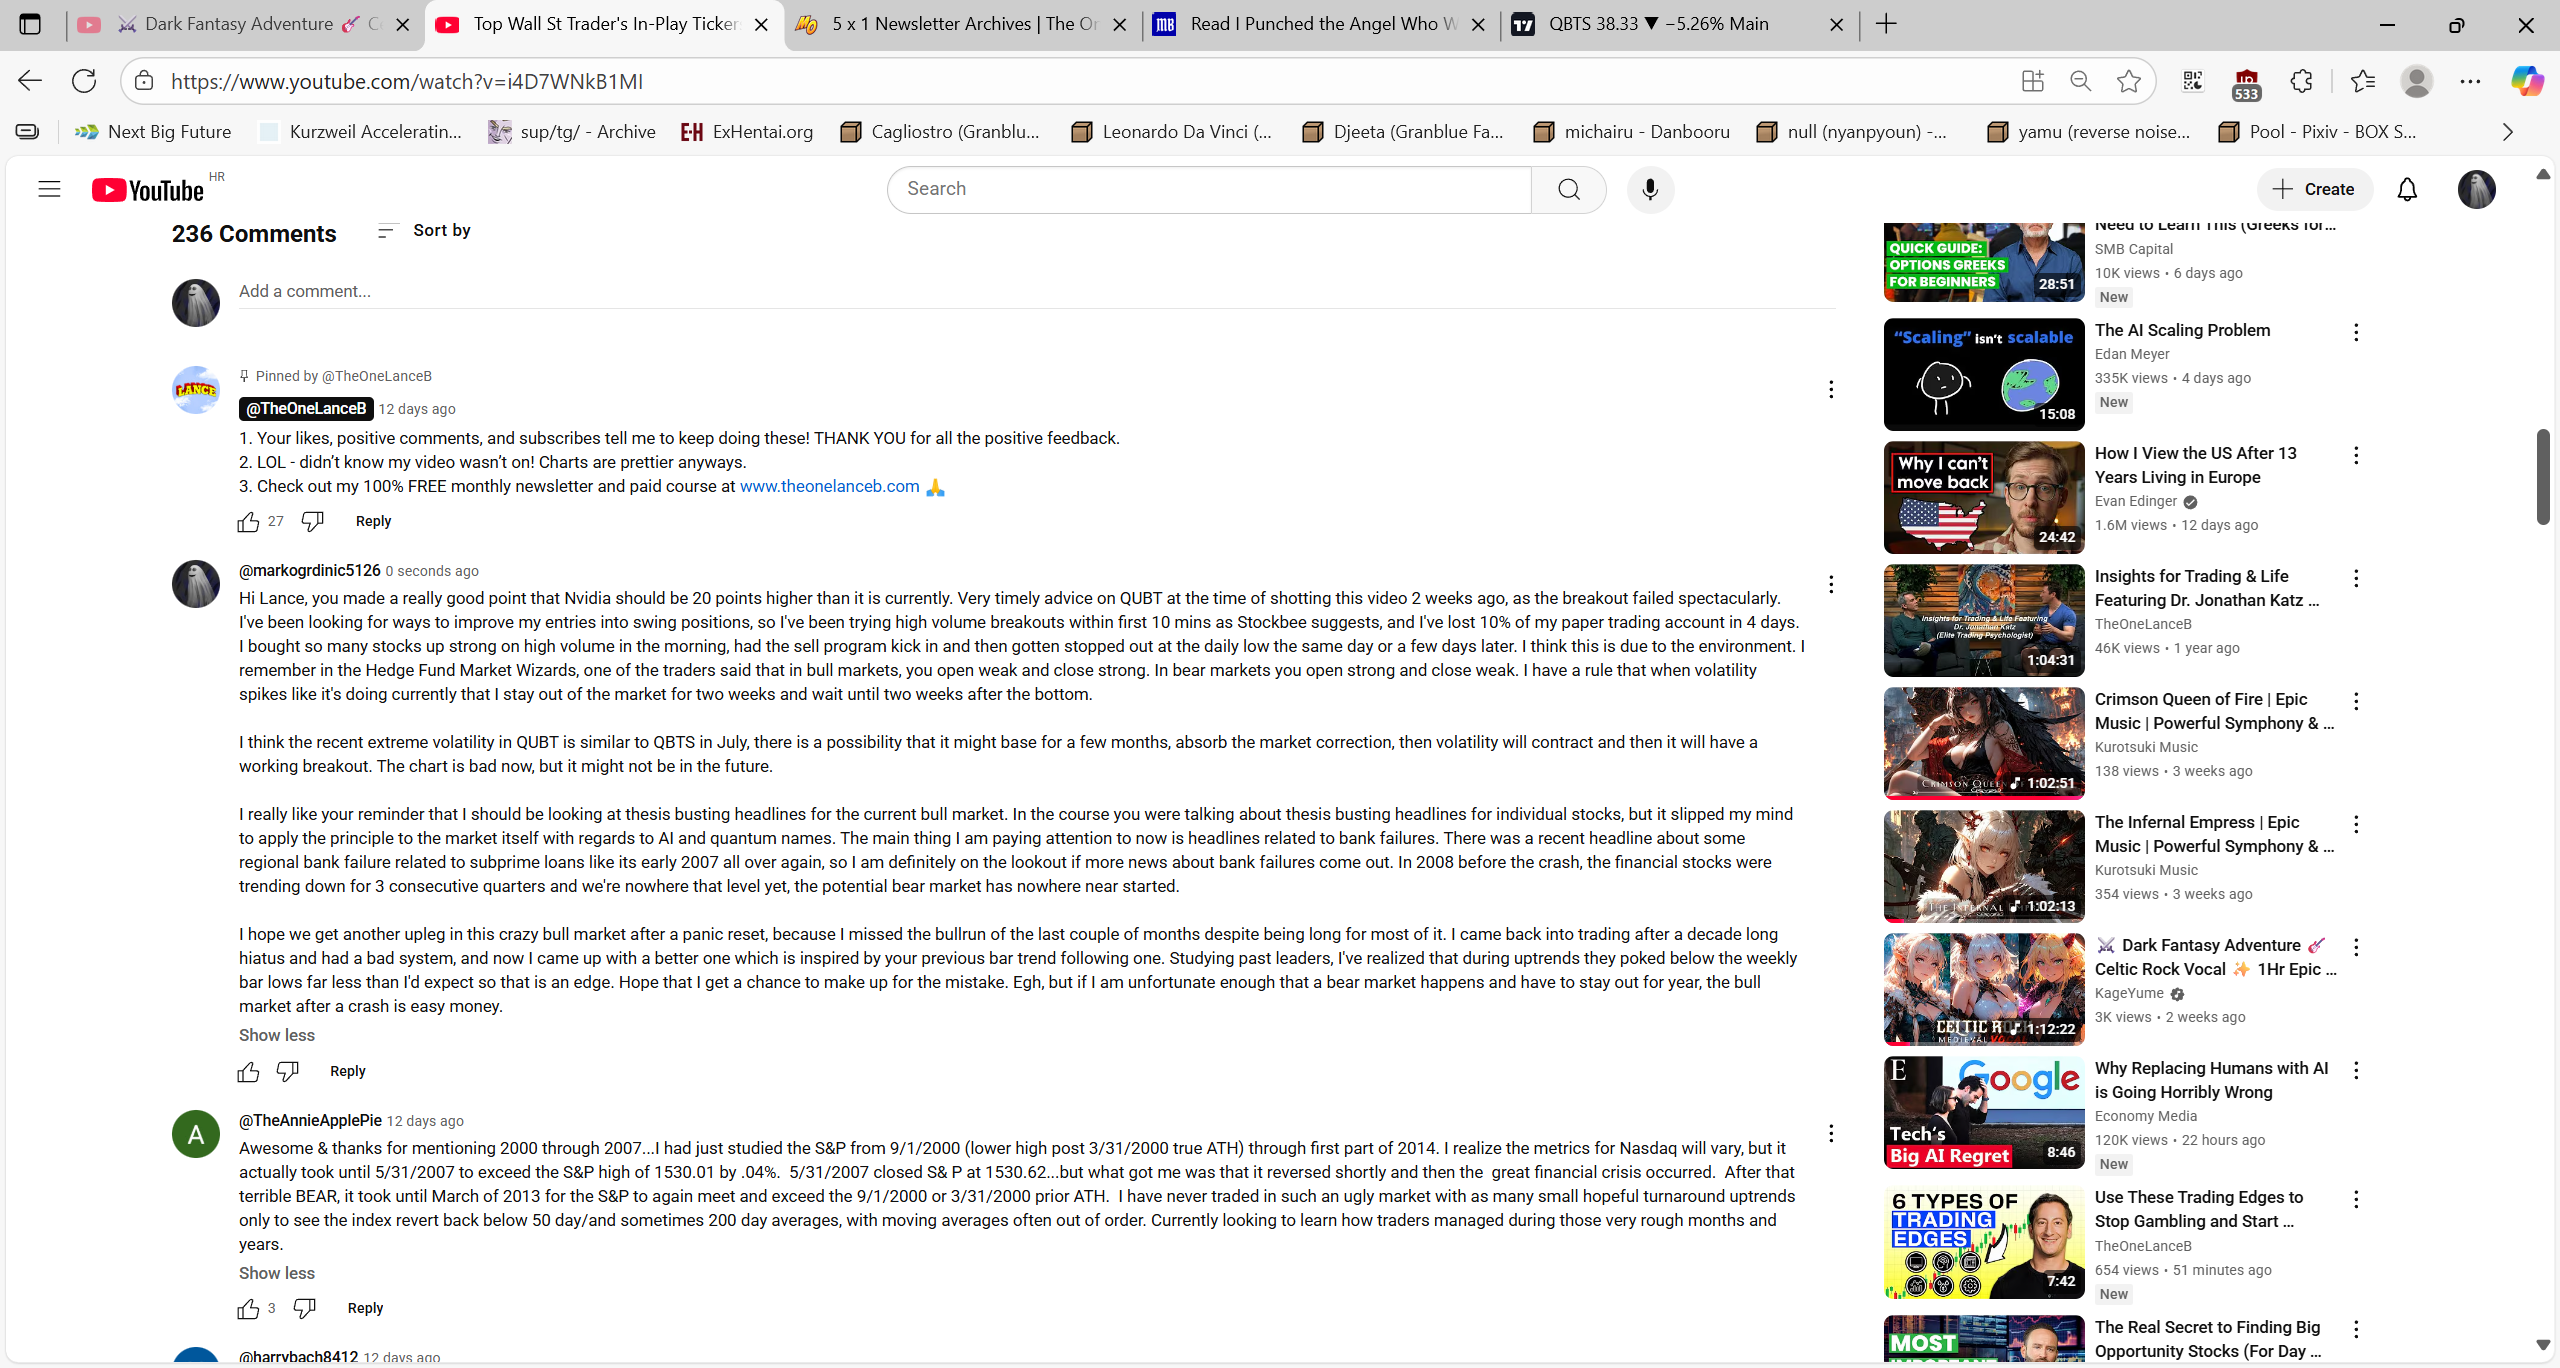 Dark Fantasy Adventure
Top Wall St Trader's In-Play Ticker
5 x 1 Newsletter Archives | The Or
Read I Punched the Angel Who W
QBTS 38.33 ▼ −5.26% Main
https://www.youtube.com/watch?v=i4D7WNkB1MI
533
Next Big Future
Kurzweil Acceleratin...
sup/tg/ - Archive
ExHentai.org
Cagliostro (Granblu...
Leonardo Da Vinci (...
Djeeta (Granblue Fa...
michairu - Danbooru
null (nyanpyoun) -...
yamu (reverse noise...
Pool - Pixiv - BOX S...
YouTube HR
Search
Create
236 Comments
Sort by
Add a comment...
LANCE
Pinned by @TheOneLanceB
@TheOneLanceB 12 days ago
1. Your likes, positive comments, and subscribes tell me to keep doing these! THANK YOU for all the positive feedback.
2. LOL - didn’t know my video wasn’t on! Charts are prettier anyways.
3. Check out my 100% FREE monthly newsletter and paid course at www.theonelanceb.com 🙏
27
Reply
@markogrdinic5126 0 seconds ago
Hi Lance, you made a really good point that Nvidia should be 20 points higher than it is currently. Very timely advice on QUBT at the time of shotting this video 2 weeks ago, as the breakout failed spectacularly.
I've been looking for ways to improve my entries into swing positions, so I've been trying high volume breakouts within first 10 mins as Stockbee suggests, and I've lost 10% of my paper trading account in 4 days.
I bought so many stocks up strong on high volume in the morning, had the sell program kick in and then gotten stopped out at the daily low the same day or a few days later. I think this is due to the environment. I
remember in the Hedge Fund Market Wizards, one of the traders said that in bull markets, you open weak and close strong. In bear markets you open strong and close weak. I have a rule that when volatility
spikes like it's doing currently that I stay out of the market for two weeks and wait until two weeks after the bottom.
I think the recent extreme volatility in QUBT is similar to QBTS in July, there is a possibility that it might base for a few months, absorb the market correction, then volatility will contract and then it will have a
working breakout. The chart is bad now, but it might not be in the future.
I really like your reminder that I should be looking at thesis busting headlines for the current bull market. In the course you were talking about thesis busting headlines for individual stocks, but it slipped my mind
to apply the principle to the market itself with regards to AI and quantum names. The main thing I am paying attention to now is headlines related to bank failures. There was a recent headline about some
regional bank failure related to subprime loans like its early 2007 all over again, so I am definitely on the lookout if more news about bank failures come out. In 2008 before the crash, the financial stocks were
trending down for 3 consecutive quarters and we're nowhere that level yet, the potential bear market has nowhere near started.
I hope we get another upleg in this crazy bull market after a panic reset, because I missed the bullrun of the last couple of months despite being long for most of it. I came back into trading after a decade long
hiatus and had a bad system, and now I came up with a better one which is inspired by your previous bar trend following one. Studying past leaders, I've realized that during uptrends they poked below the weekly
bar lows far less than I'd expect so that is an edge. Hope that I get a chance to make up for the mistake. Egh, but if I am unfortunate enough that a bear market happens and have to stay out for year, the bull
market after a crash is easy money.
Show less
Reply
A
@TheAnnieApplePie 12 days ago
Awesome & thanks for mentioning 2000 through 2007...I had just studied the S&P from 9/1/2000 (lower high post 3/31/2000 true ATH) through first part of 2014. I realize the metrics for Nasdaq will vary, but it
actually took until 5/31/2007 to exceed the S&P high of 1530.01 by .04%. 5/31/2007 closed S& P at 1530.62...but what got me was that it reversed shortly and then the great financial crisis occurred. After that
terrible BEAR, it took until March of 2013 for the S&P to again meet and exceed the 9/1/2000 or 3/31/2000 prior ATH. I have never traded in such an ugly market with as many small hopeful turnaround uptrends
only to see the index revert back below 50 day/and sometimes 200 day averages, with moving averages often out of order. Currently looking to learn how traders managed during those very rough months and
years.
Show less
3
Reply
@harrybach8412 12 days ago
QUICK GUIDE:
OPTIONS GREEKS
FOR BEGINNERS
28:51
Need to Learn This (Greeks for...
SMB Capital
10K views • 6 days ago
New
“Scaling” isn’t scalable
15:08
The AI Scaling Problem
Edan Meyer
335K views • 4 days ago
New
Why I can’t
move back
24:42
How I View the US After 13
Years Living in Europe
Evan Edinger
1.6M views • 12 days ago
Insights for Trading & Life Featuring
Dr. Jonathan Katz
(Elite Trading Psychologist)
1:04:31
Insights for Trading & Life
Featuring Dr. Jonathan Katz ...
TheOneLanceB
46K views • 1 year ago
CRIMSON QUEEN
1:02:51
Crimson Queen of Fire | Epic
Music | Powerful Symphony & ...
Kurotsuki Music
138 views • 3 weeks ago
1:02:13
The Infernal Empress | Epic
Music | Powerful Symphony & ...
Kurotsuki Music
354 views • 3 weeks ago
CELTIC
MEDIEVAL
1:12:22
⚔️ Dark Fantasy Adventure 🎸
Celtic Rock Vocal ✨ 1Hr Epic ...
KageYume
3K views • 2 weeks ago
E
Google
Tech's
Big AI Regret
8:46
Why Replacing Humans with AI
is Going Horribly Wrong
Economy Media
120K views • 22 hours ago
New
6 TYPES OF
TRADING
EDGES
7:42
Use These Trading Edges to
Stop Gambling and Start ...
TheOneLanceB
654 views • 51 minutes ago
New
MOST
The Real Secret to Finding Big
Opportunity Stocks (For Day ...